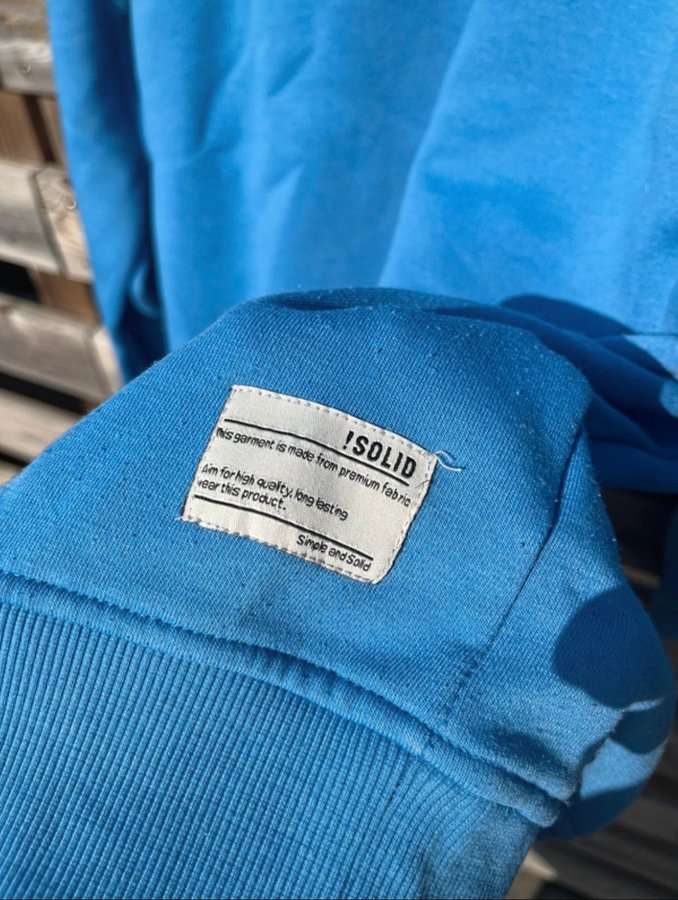 !SOLID
This garment is made from premium fabric
Aim for high quality, long lasting
wear this product.
Simple and Solid